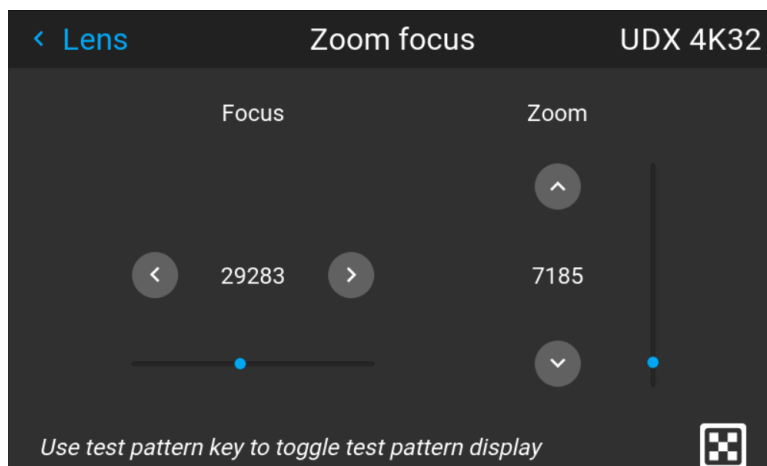 Lens
Zoom focus
UDX 4K32
Focus
Zoom
29283
7185
Use test pattern key to toggle test pattern display